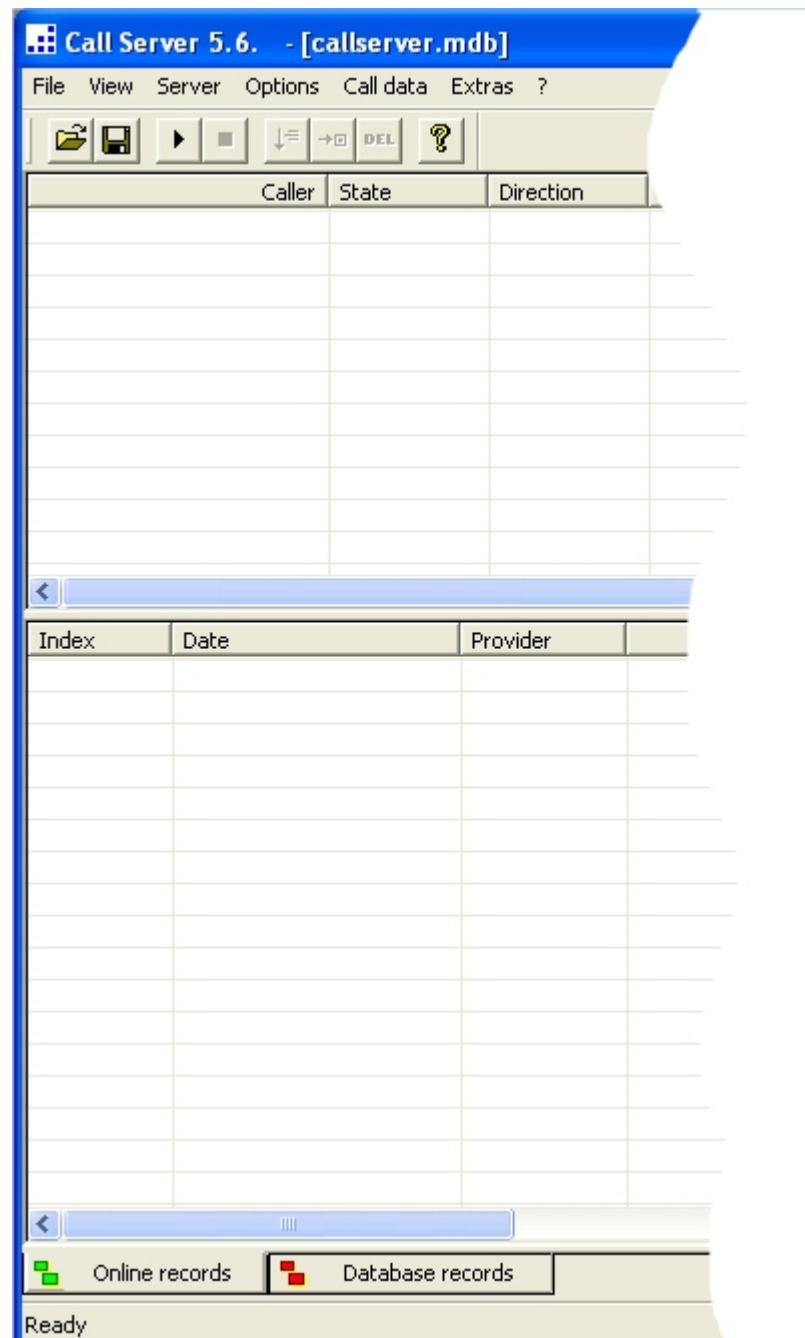 Call Server 5.6. - [callserver.mdb]
File View Server Options Call data Extras ?
DEL
Caller State Direction
Index Date Provider
Online records Database records
Ready